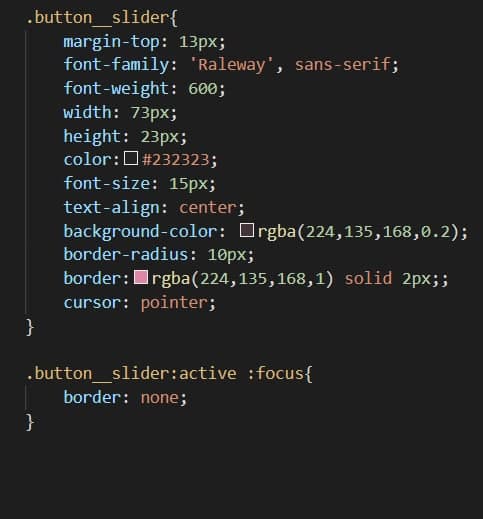 .button__slider{
margin-top: 13px;
font-family: 'Raleway', sans-serif;
font-weight: 600;
width: 73px;
height: 23px;
color:#232323;
font-size: 15px;
text-align: center;
background-color: rgba(224,135,168,0.2);
border-radius: 10px;
border:rgba(224,135,168,1) solid 2px;;
cursor: pointer;
}
.button__slider:active :focus{
border: none;
}